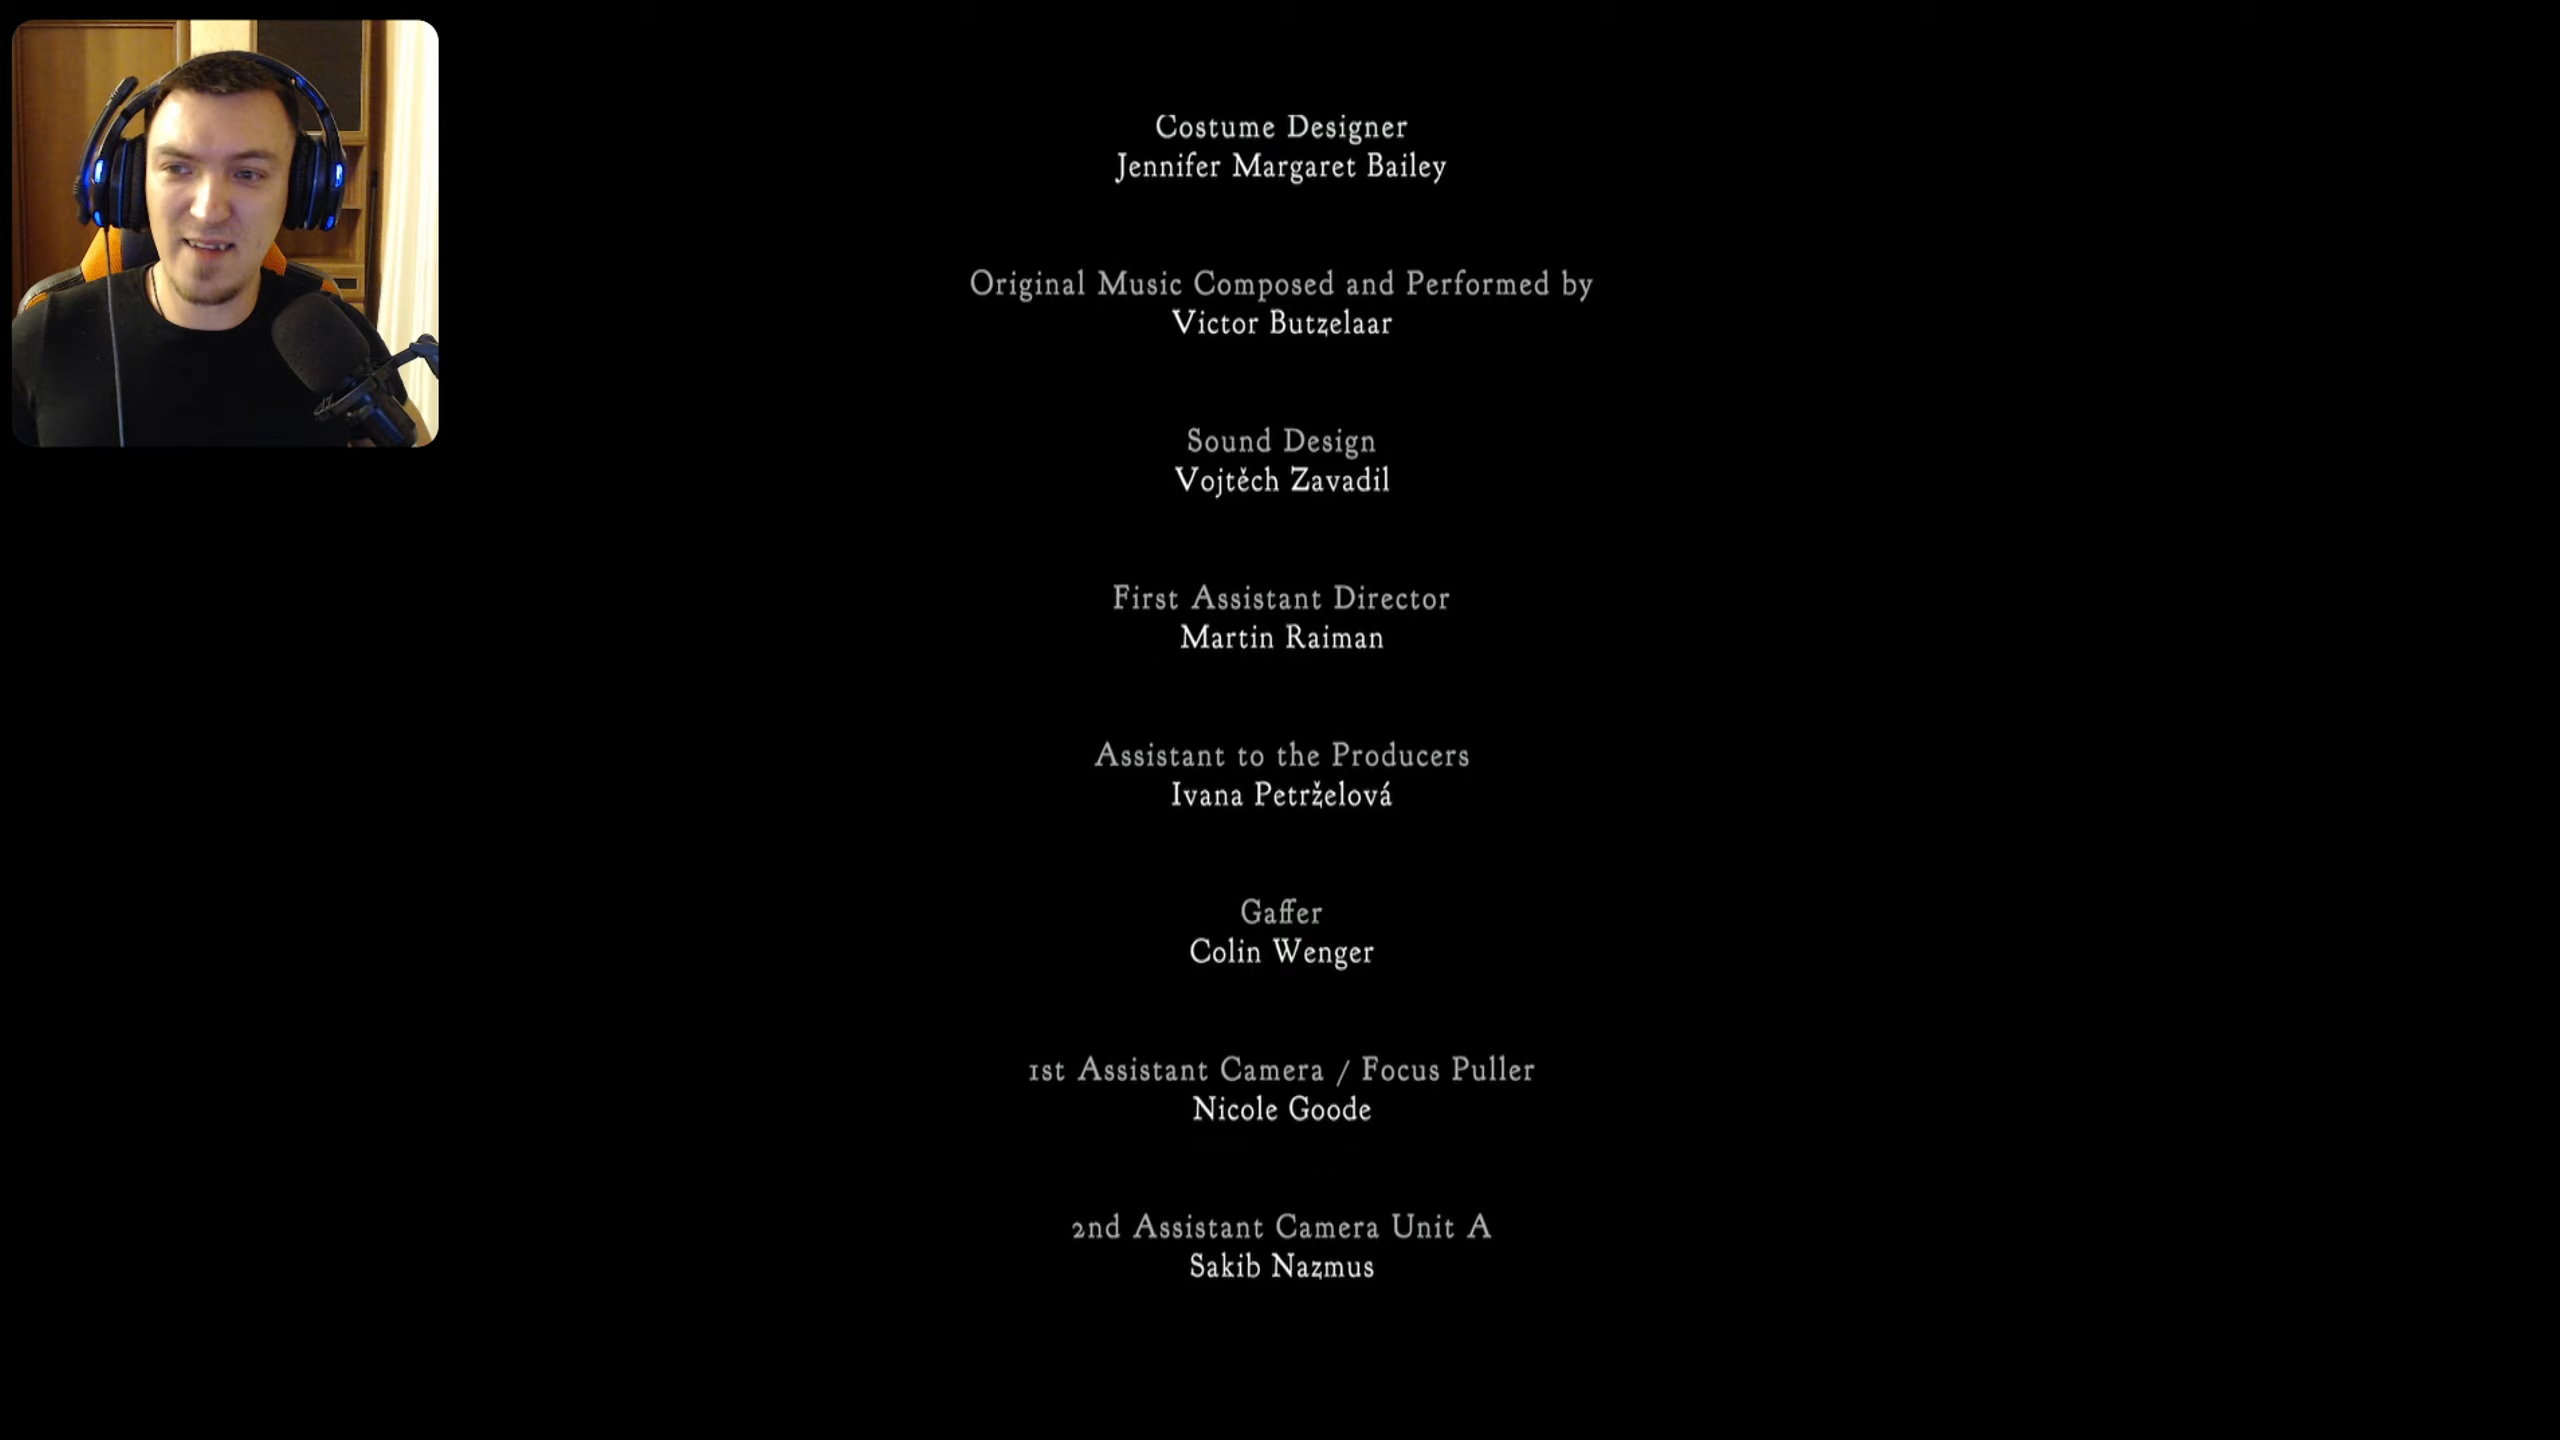 Costume Designer
Jennifer Margaret Bailey
Original Music Composed and Performed by
Victor Butzelaar
Sound Design
Vojtěch Zavadil
First Assistant Director
Martin Raiman
Assistant to the Producers
Ivana Petrželová
Gaffer
Colin Wenger
1st Assistant Camera / Focus Puller
Nicole Goode
2nd Assistant Camera Unit A
Sakib Nazmus